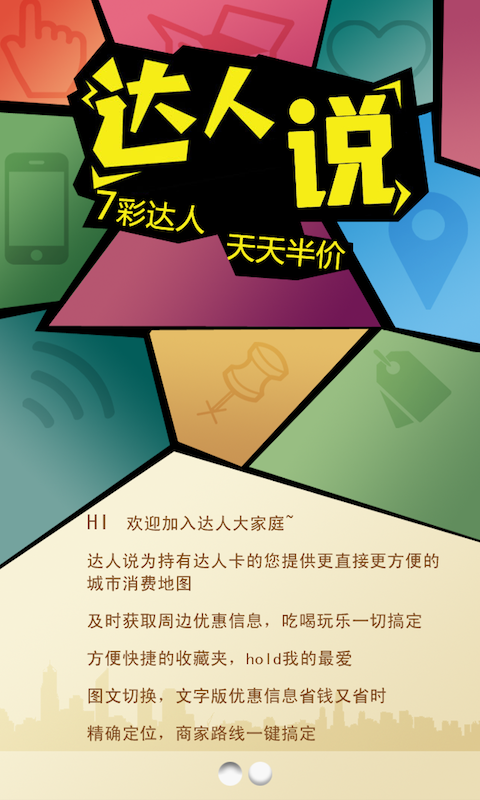 达人说
7彩达人
天天半价
HI 欢迎加入达人大家庭~
达人说为持有达人卡的您提供更直接更方便的
城市消费地图
及时获取周边优惠信息，吃喝玩乐一切搞定
方便快捷的收藏夹，hold我的最爱
图文切换，文字版优惠信息省钱又省时
精确定位，商家路线一键搞定